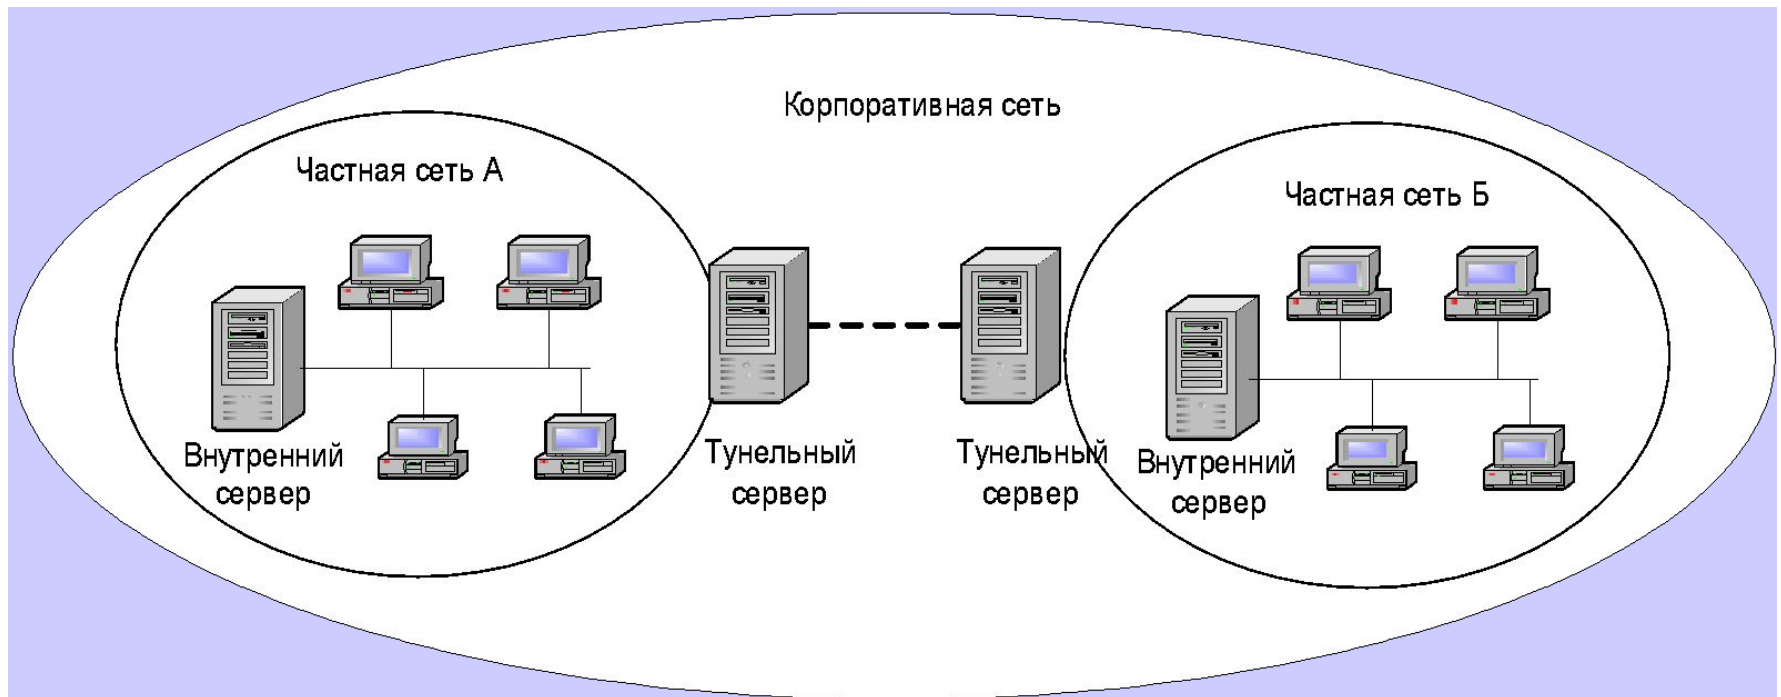 Корпоративная сеть
Частная сеть А
Частная сеть Б
Внутренний
сервер
Тунельный
сервер
Тунельный
сервер
Внутренний
сервер